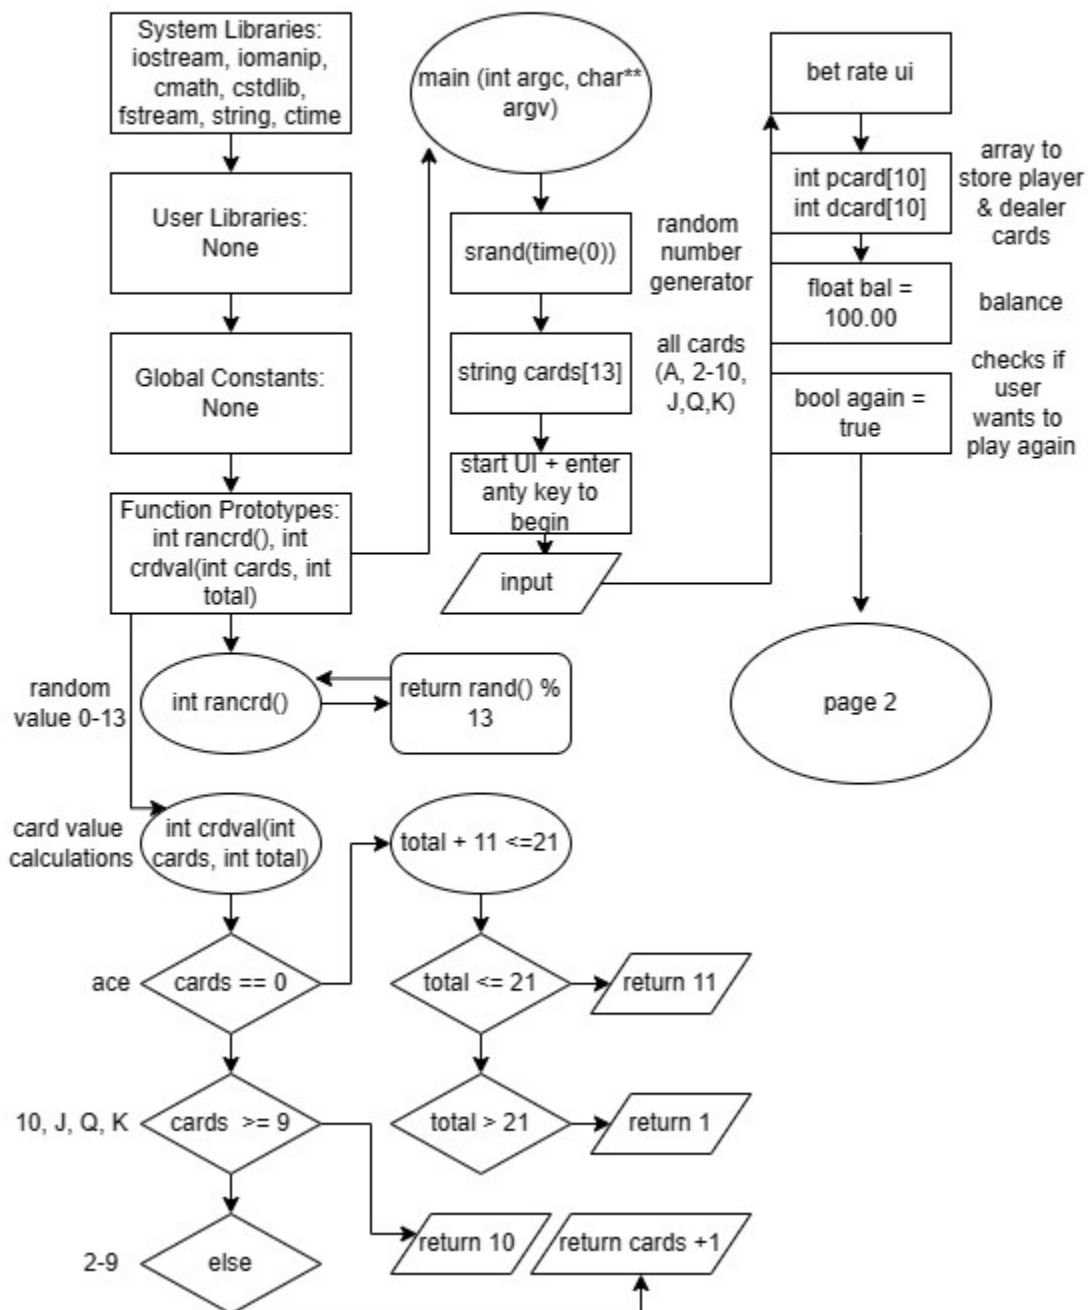 System Libraries:
iostream, iomanip,
cmath, cstdlib,
fstream, string, ctime
User Libraries:
None
Global Constants:
None
Function Prototypes:
int rancrd(), int
crdval(int cards, int
total)
random
value 0-13
int rancrd()
return rand() %
13
card value
calculations
int crdval(int
cards, int total)
total + 11 <=21
ace
cards == 0
total <= 21
return 11
10, J, Q, K
cards >= 9
total > 21
return 1
2-9
else
return 10
return cards +1
main (int argc, char**
argv)
srand(time(0))
random
number
generator
string cards[13]
all cards
(A, 2-10,
J,Q,K)
start UI + enter
anty key to
begin
input
bet rate ui
int pcard[10]
int dcard[10]
array to
store player
& dealer
cards
float bal =
100.00
balance
bool again =
true
checks if
user
wants to
play again
page 2